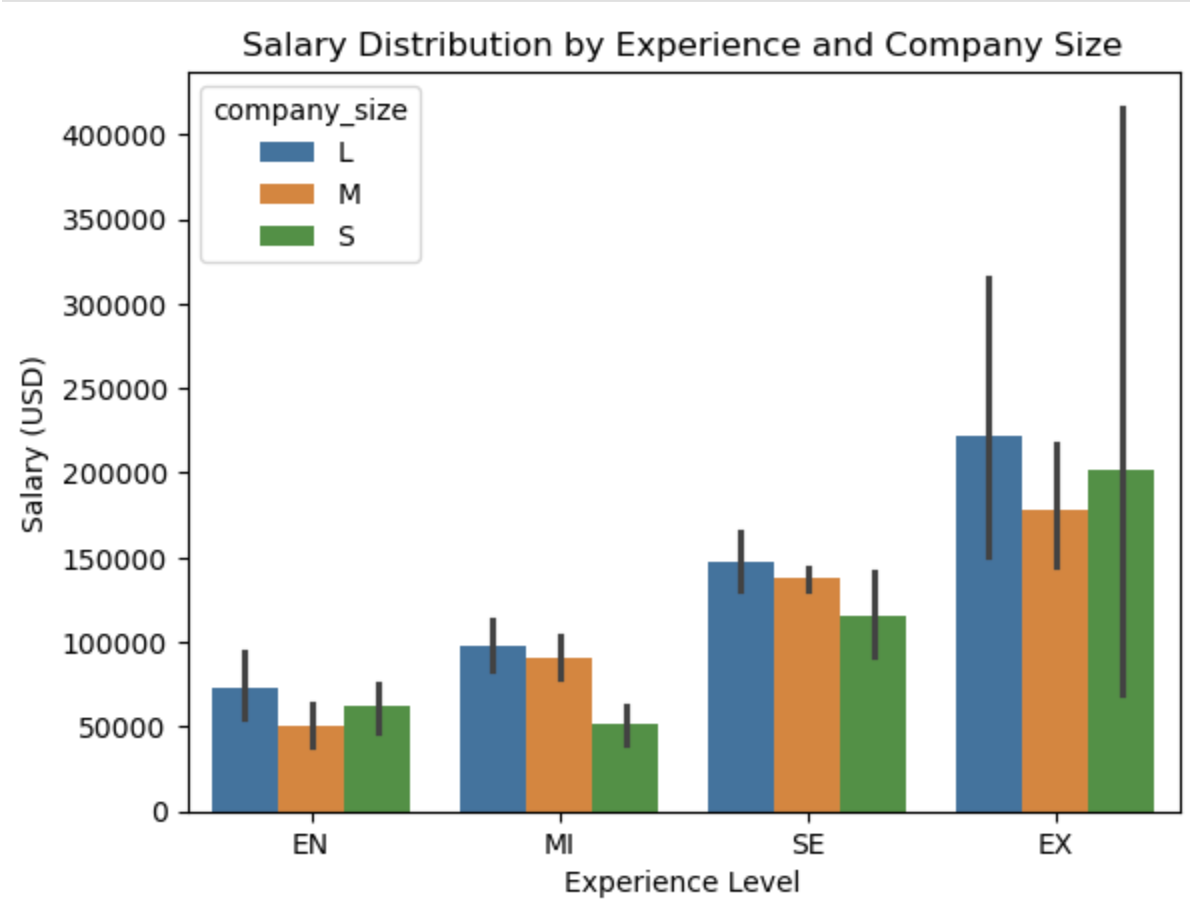 Salary Distribution by Experience and Company Size
company_size
L
M
S
400000
350000
300000
250000
200000
150000
100000
50000
0
Salary (USD)
EN MI SE EX
Experience Level